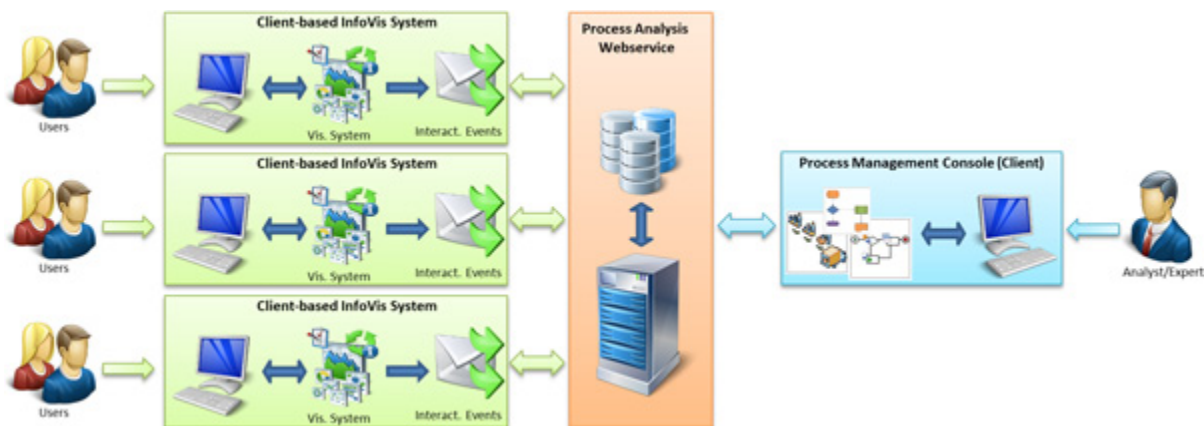 Client-based InfoVis System
Users
Vis. System
Interact. Events
Client-based InfoVis System
Users
Vis. System
Interact. Events
Client-based InfoVis System
Users
Vis. System
Interact. Events
Process Analysis
Webservice
Process Management Console (Client)
Analyst/Expert